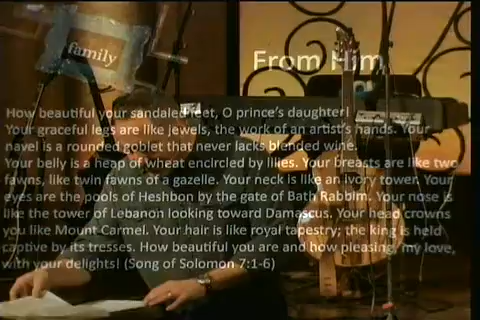 family
From Him
How beautiful your sandaled feet, O prince's daughter!
Your graceful legs are like jewels, the work of an artist's hands. Your
navel is a rounded goblet that never lacks blended wine.
Your belly is a heap of wheat encircled by lilies. Your breasts are like two
fawns, like twin fawns of a gazelle. Your neck is like an ivory tower. Your
eyes are the pools of Heshbon by the gate of Bath Rabbim. Your nose is
like the tower of Lebanon looking toward Damascus. Your head crowns
you like Mount Carmel. Your hair is like royal tapestry; the king is held
captive by its tresses. How beautiful you are and how pleasing, my love,
with your delights! (Song of Solomon 7:1-6)